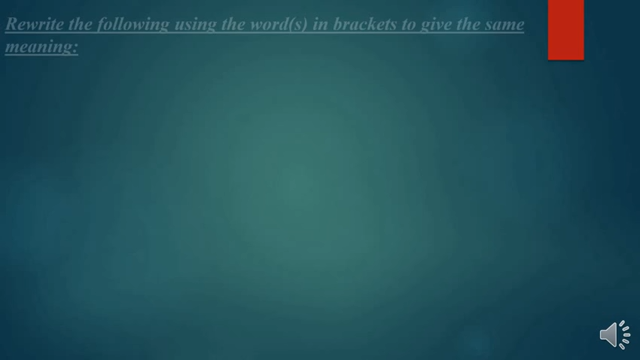 Rewrite the following using the word(s) in brackets to give the same
meaning: